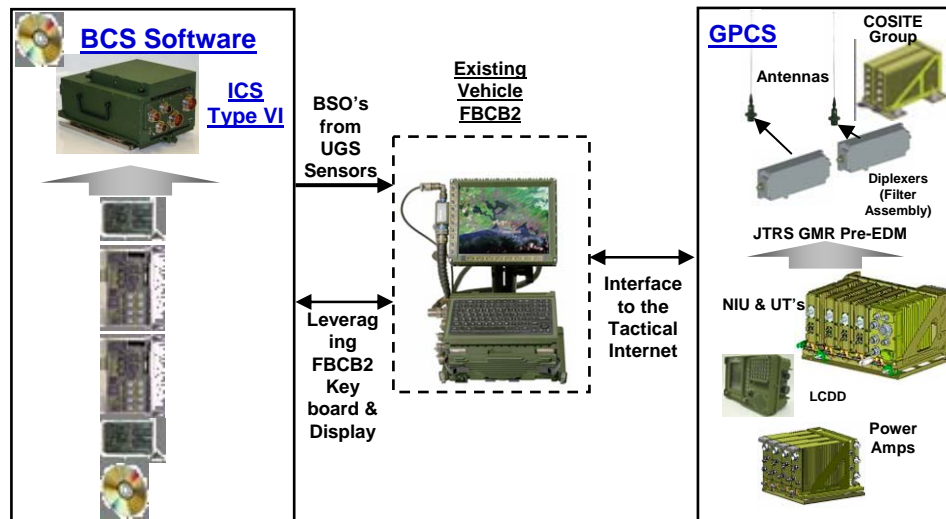 BCS Software
ICS
Type VI
BSO's
from
UGS
Sensors
Leverag
ing
FBCB2
Key
board &
Display
Existing
Vehicle
FBCB2
Interface
to the
Tactical
Internet
GPCS
COSITE
Group
Antennas
Diplexers
(Filter
Assembly)
JTRS GMR Pre-EDM
NIU & UT's
LCDD
Power
Amps